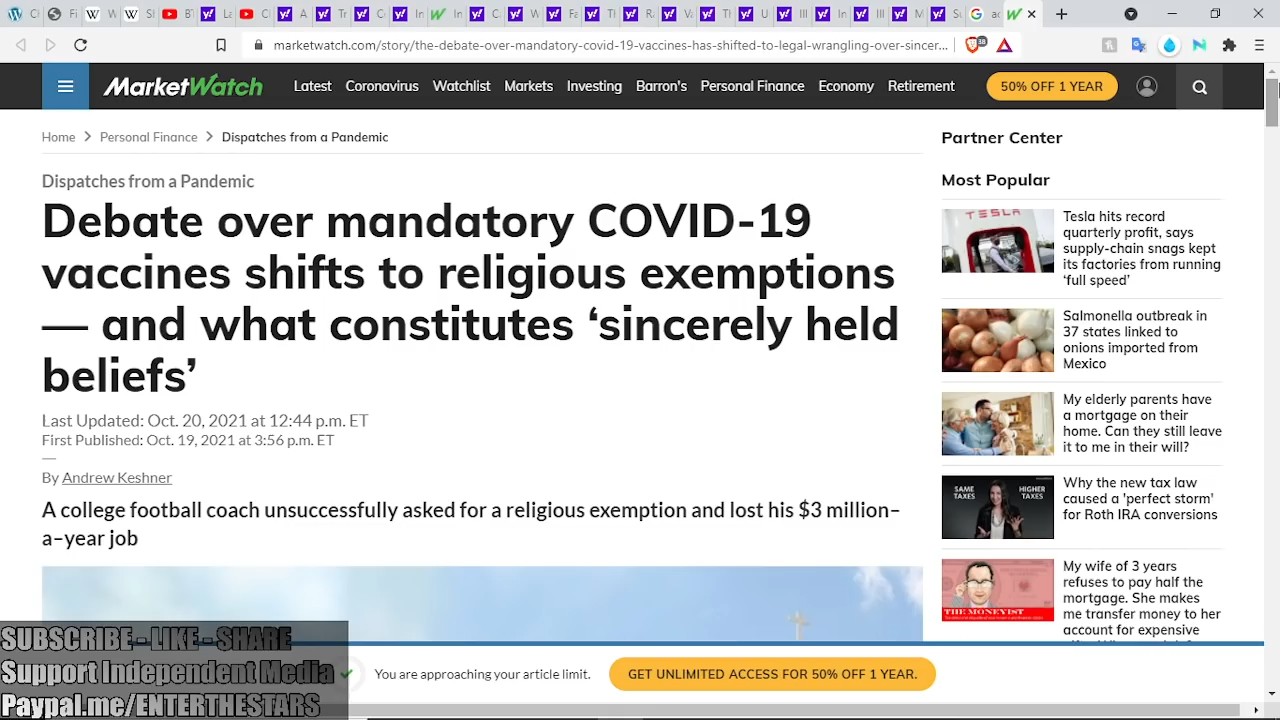 marketwatch.com/story/the-debate-over-mandatory-covid-19-vaccines-has-shifted-to-legal-wrangling-over-sincer...
38
MarketWatch
Latest Coronavirus Watchlist Markets Investing Barron's Personal Finance Economy Retirement
50% OFF 1 YEAR
Home > Personal Finance > Dispatches from a Pandemic
Dispatches from a Pandemic
Debate over mandatory COVID-19
vaccines shifts to religious exemptions
— and what constitutes ‘sincerely held
beliefs’
Last Updated: Oct. 20, 2021 at 12:44 p.m. ET
First Published: Oct. 19, 2021 at 3:56 p.m. ET
By Andrew Keshner
A college football coach unsuccessfully asked for a religious exemption and lost his $3 million–
a–year job
Partner Center
Most Popular
TESLA
Tesla hits record
quarterly profit, says
supply-chain snags kept
its factories from running
‘full speed’
Salmonella outbreak in
37 states linked to
onions imported from
Mexico
My elderly parents have
a mortgage on their
home. Can they still leave
it to me in their will?
SAME
TAXES
HIGHER
TAXES
Why the new tax law
caused a 'perfect storm'
for Roth IRA conversions
THE MONEYIST
My wife of 3 years
refuses to pay half the
mortgage. She makes
me transfer money to her
account for expensive
SUBSCRIBE - LIKE - SHARE
Support Independent Media
Paypal.me/ENTERTHESTARS
You are approaching your article limit.
GET UNLIMITED ACCESS FOR 50% OFF 1 YEAR.